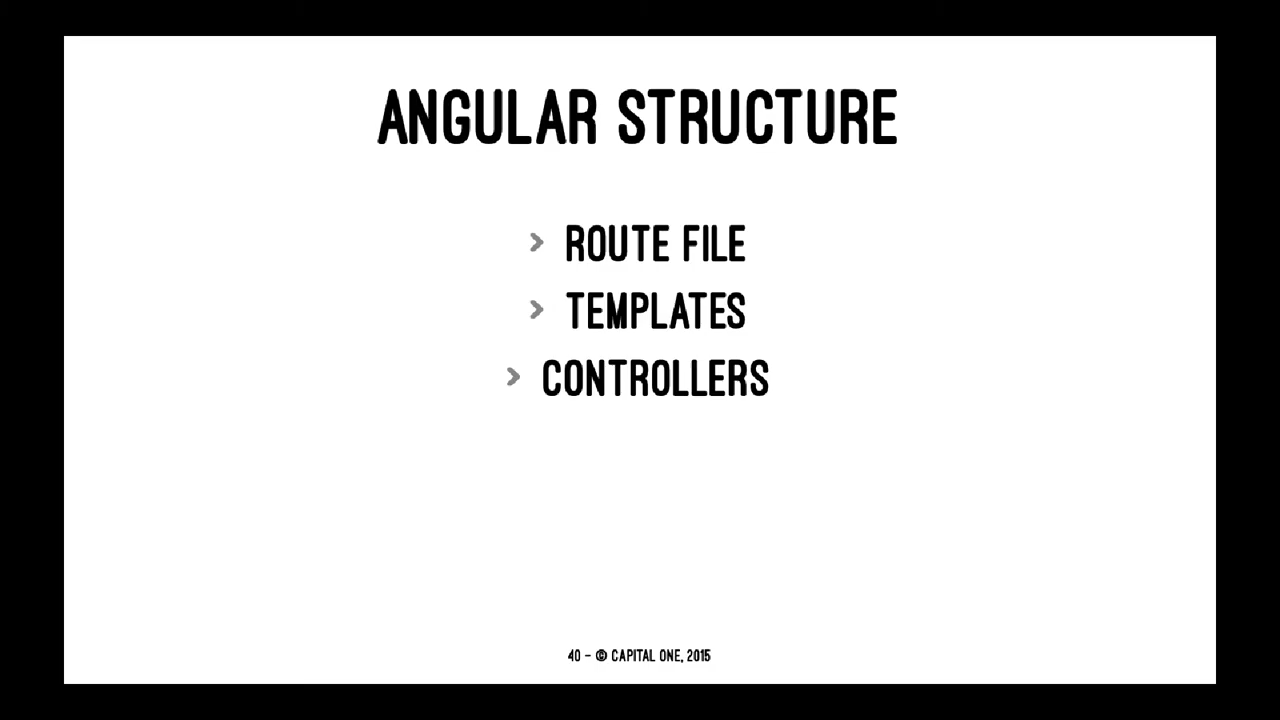 ANGULAR STRUCTURE
> ROUTE FILE
> TEMPLATES
> CONTROLLERS
40 – © CAPITAL ONE, 2015